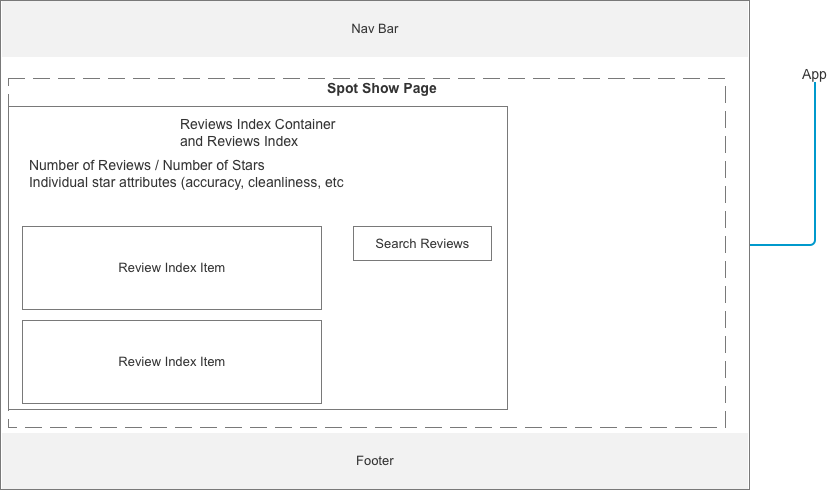 Nav Bar
App
Spot Show Page
Reviews Index Container
and Reviews Index
Number of Reviews / Number of Stars
Individual star attributes (accuracy, cleanliness, etc
Search Reviews
Review Index Item
Review Index Item
Footer